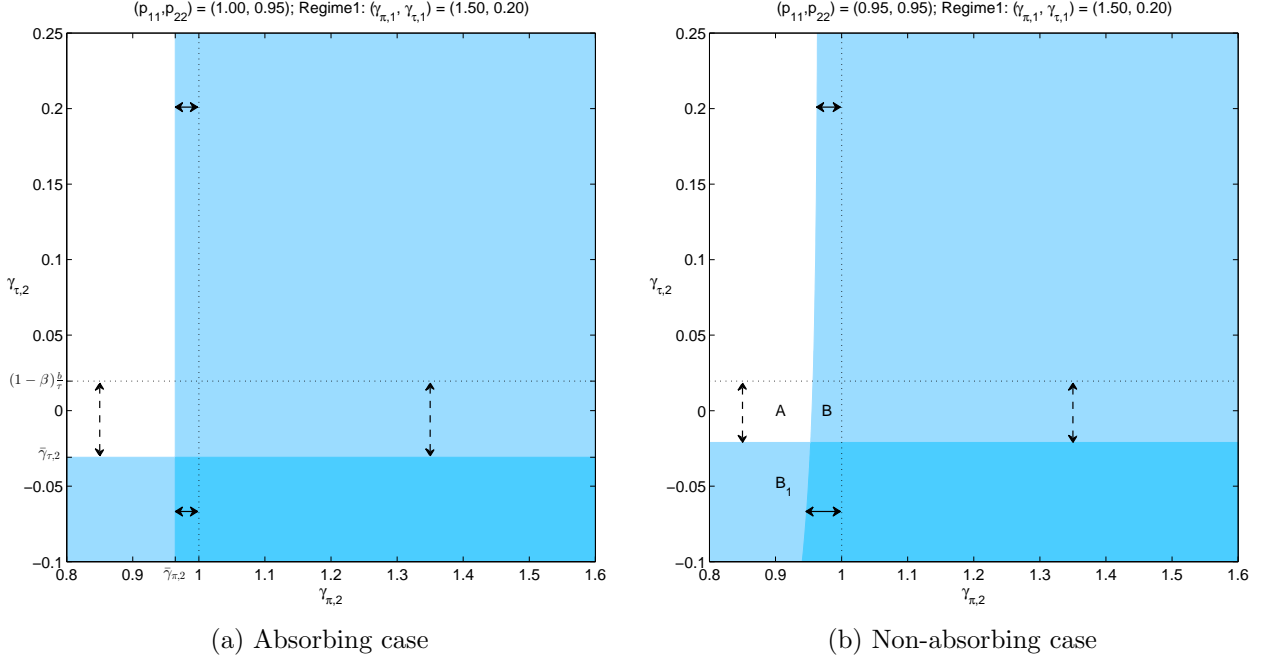 (p11,p22) = (1.00, 0.95); Regime1: (γπ,1, γτ,1) = (1.50, 0.20)
0.25
0.2
0.15
0.1
γτ,2
0.05
(1 − β)b/τ
0
γ̄τ,2
−0.05
−0.1
0.8 0.9 γ̄π,2 1 1.1 1.2 1.3 1.4 1.5 1.6
γπ,2
(a) Absorbing case
(p11,p22) = (0.95, 0.95); Regime1: (γπ,1, γτ,1) = (1.50, 0.20)
0.25
0.2
0.15
0.1
γτ,2
0.05
0
A B
−0.05
B1
−0.1
0.8 0.9 1 1.1 1.2 1.3 1.4 1.5 1.6
γπ,2
(b) Non-absorbing case